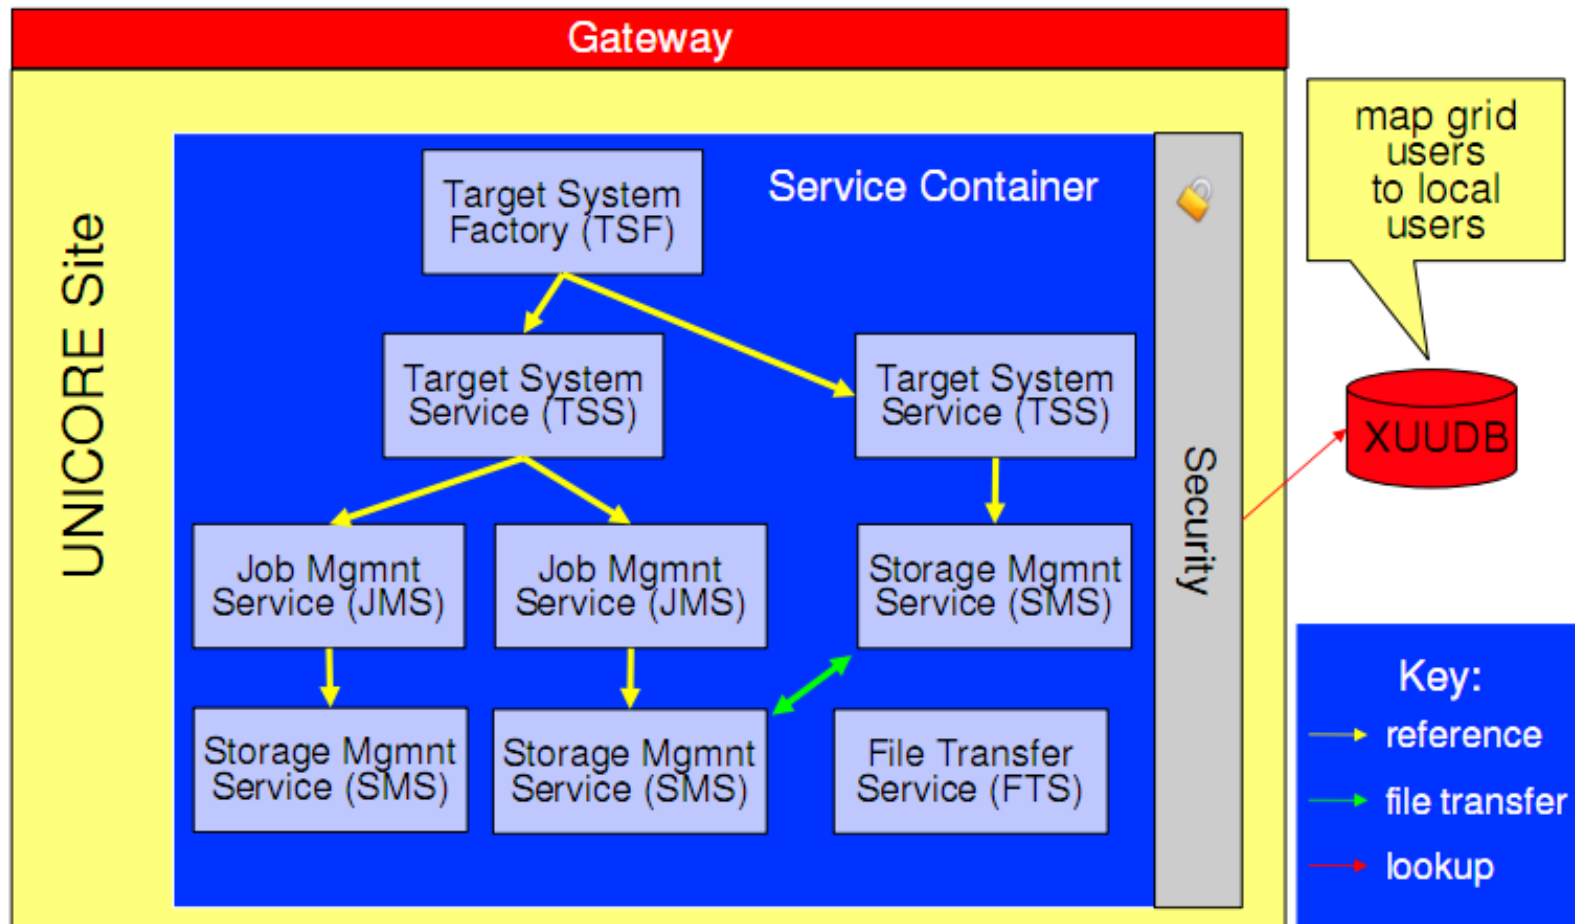 Gateway
UNICORE Site
Service Container
Target System
Factory (TSF)
Target System
Service (TSS)
Target System
Service (TSS)
Job Mgmnt
Service (JMS)
Job Mgmnt
Service (JMS)
Storage Mgmnt
Service (SMS)
Storage Mgmnt
Service (SMS)
Storage Mgmnt
Service (SMS)
File Transfer
Service (FTS)
Security
map grid
users
to local
users
XUUDB
Key:
reference
file transfer
lookup